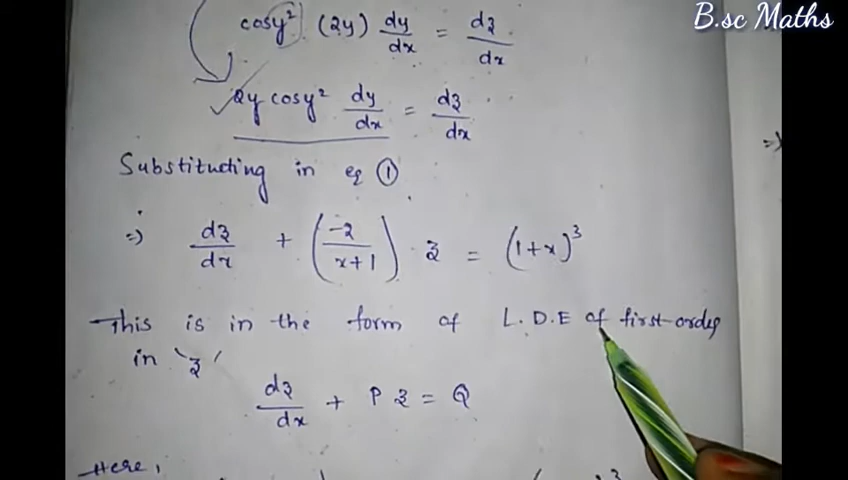 B.sc Maths
cosy² (2y) dy/dx = dz/dx
2y cosy² dy/dx = dz/dx
Substituting in eq ①
⇒ dz/dx + (-2/x+1) z = (1+x)³
This is in the form of L.D.E of first order
in 'z'
dz/dx + Pz = Q
Here,